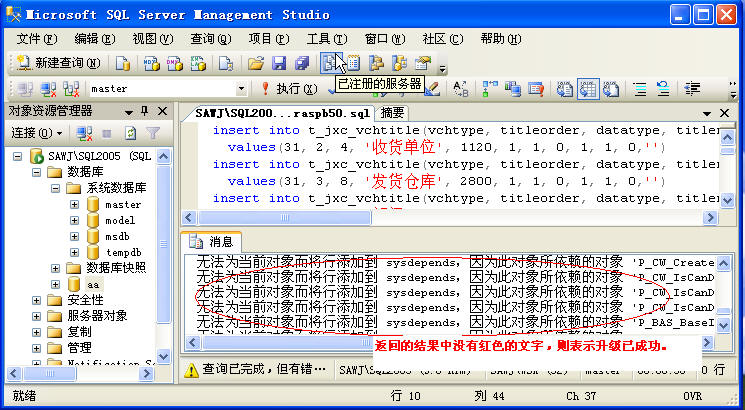 Microsoft SQL Server Management Studio
文件(F) 编辑(E) 视图(V) 查询(Q) 项目(P) 工具(T) 窗口(W) 社区(C) 帮助(H)
新建查询(N)
已注册的服务器
master
执行(X)
对象资源管理器
连接(O)
SAWJ\SQL2005 (SQL
数据库
系统数据库
master
model
msdb
tempdb
数据库快照
aa
安全性
服务器对象
复制
管理
SAWJ\SQL200...raspb50.sql 摘要
insert into t_jxc_vchtitle(vchtype, titleorder, datatype, titlen
values(31, 2, 4, '收货单位', 1120, 1, 1, 0, 1, 1, 0,'')
insert into t_jxc_vchtitle(vchtype, titleorder, datatype, titlen
values(31, 3, 8, '发货仓库', 2800, 1, 1, 0, 1, 1, 0,'')
insert into t_jxc_vchtitle(vchtype, titleorder, datatype, titlen
消息
无法为当前对象而将行添加到 sysdepends，因为此对象所依赖的对象 'P_CW_Create
无法为当前对象而将行添加到 sysdepends，因为此对象所依赖的对象 'P_CW_IsCanD
无法为当前对象而将行添加到 sysdepends，因为此对象所依赖的对象 'P_CW_IsCanD
无法为当前对象而将行添加到 sysdepends，因为此对象所依赖的对象 'P_CW_IsCanD
无法为当前对象而将行添加到 sysdepends，因为此对象所依赖的对象 'P_BAS_BaseI
返回的结果中没有红色的文字，则表示升级已成功。
查询已完成，但有错… SAWJ\SQL2005 (9.0 RTM) SAWJ\WSR (52) master 00:00:30 0 行
就绪 行 10 列 44 Ch 37 OVR